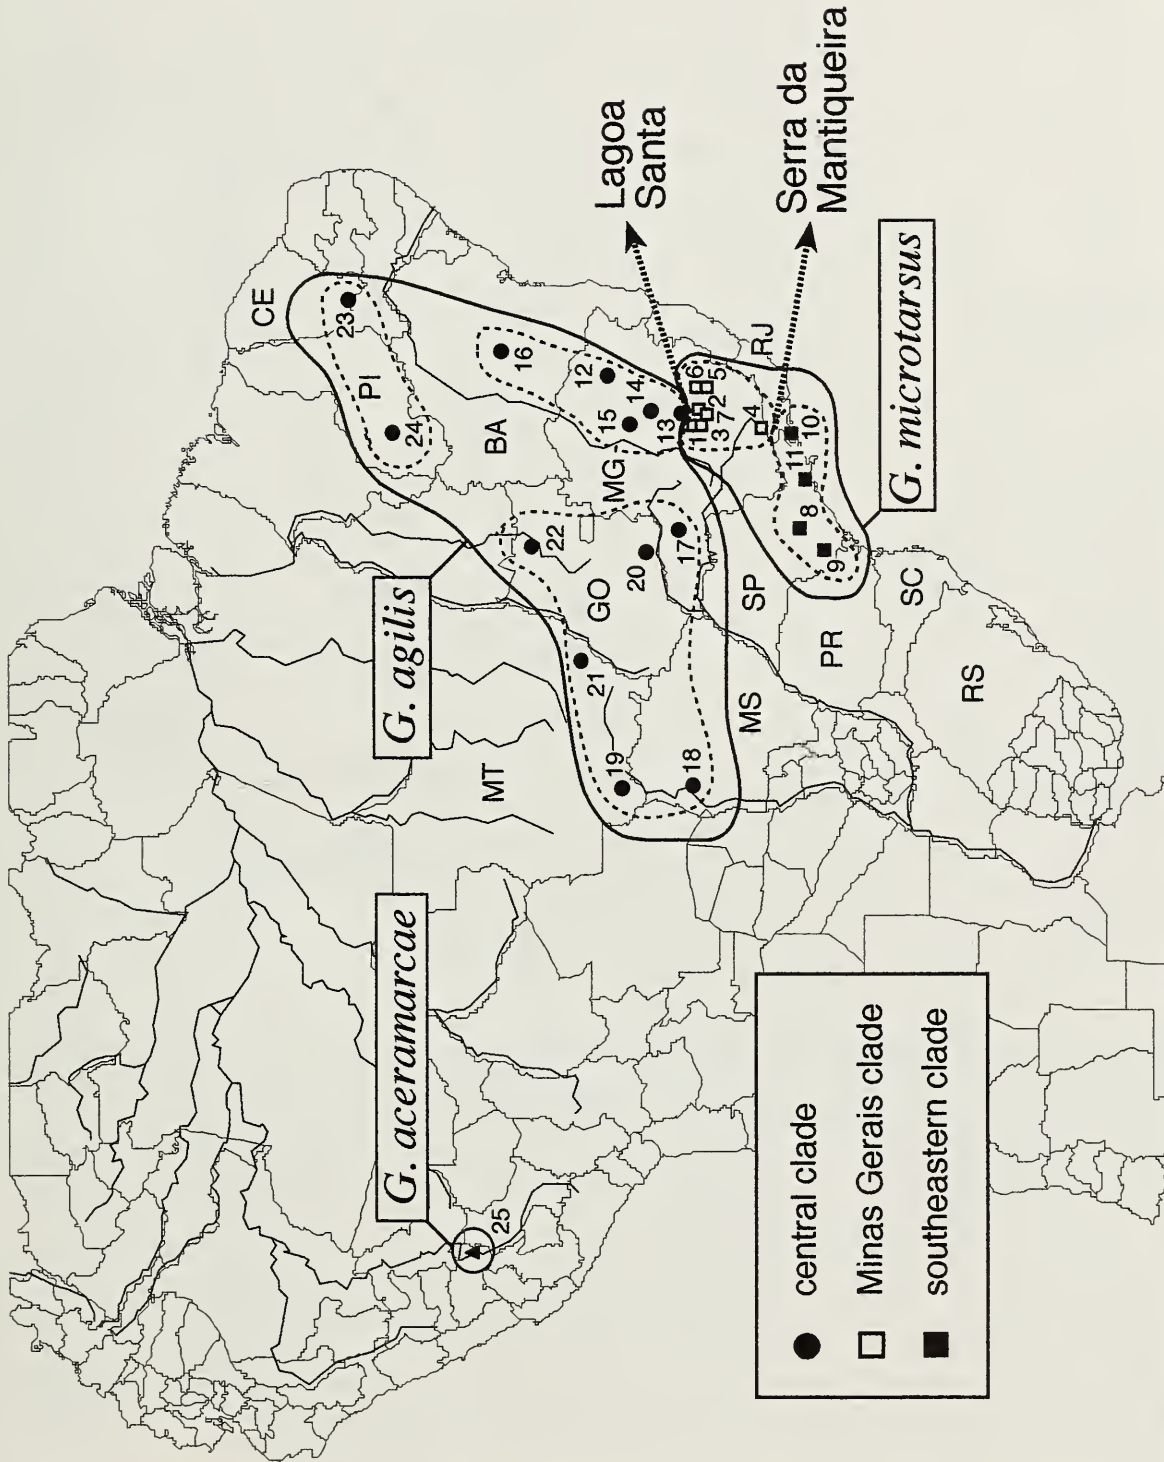 G. aceramarcae
G. agilis
G. microtarsus
Lagoa
Santa
Serra da
Mantiqueira
CE
PI
BA
MG
GO
MT
MS
SP
RJ
PR
SC
RS
23
24
16
12
14
15
13
22
20
17
21
19
18
1
6
5
2
7
3
4
10
11
8
9
25
central clade
Minas Gerais clade
southeastern clade